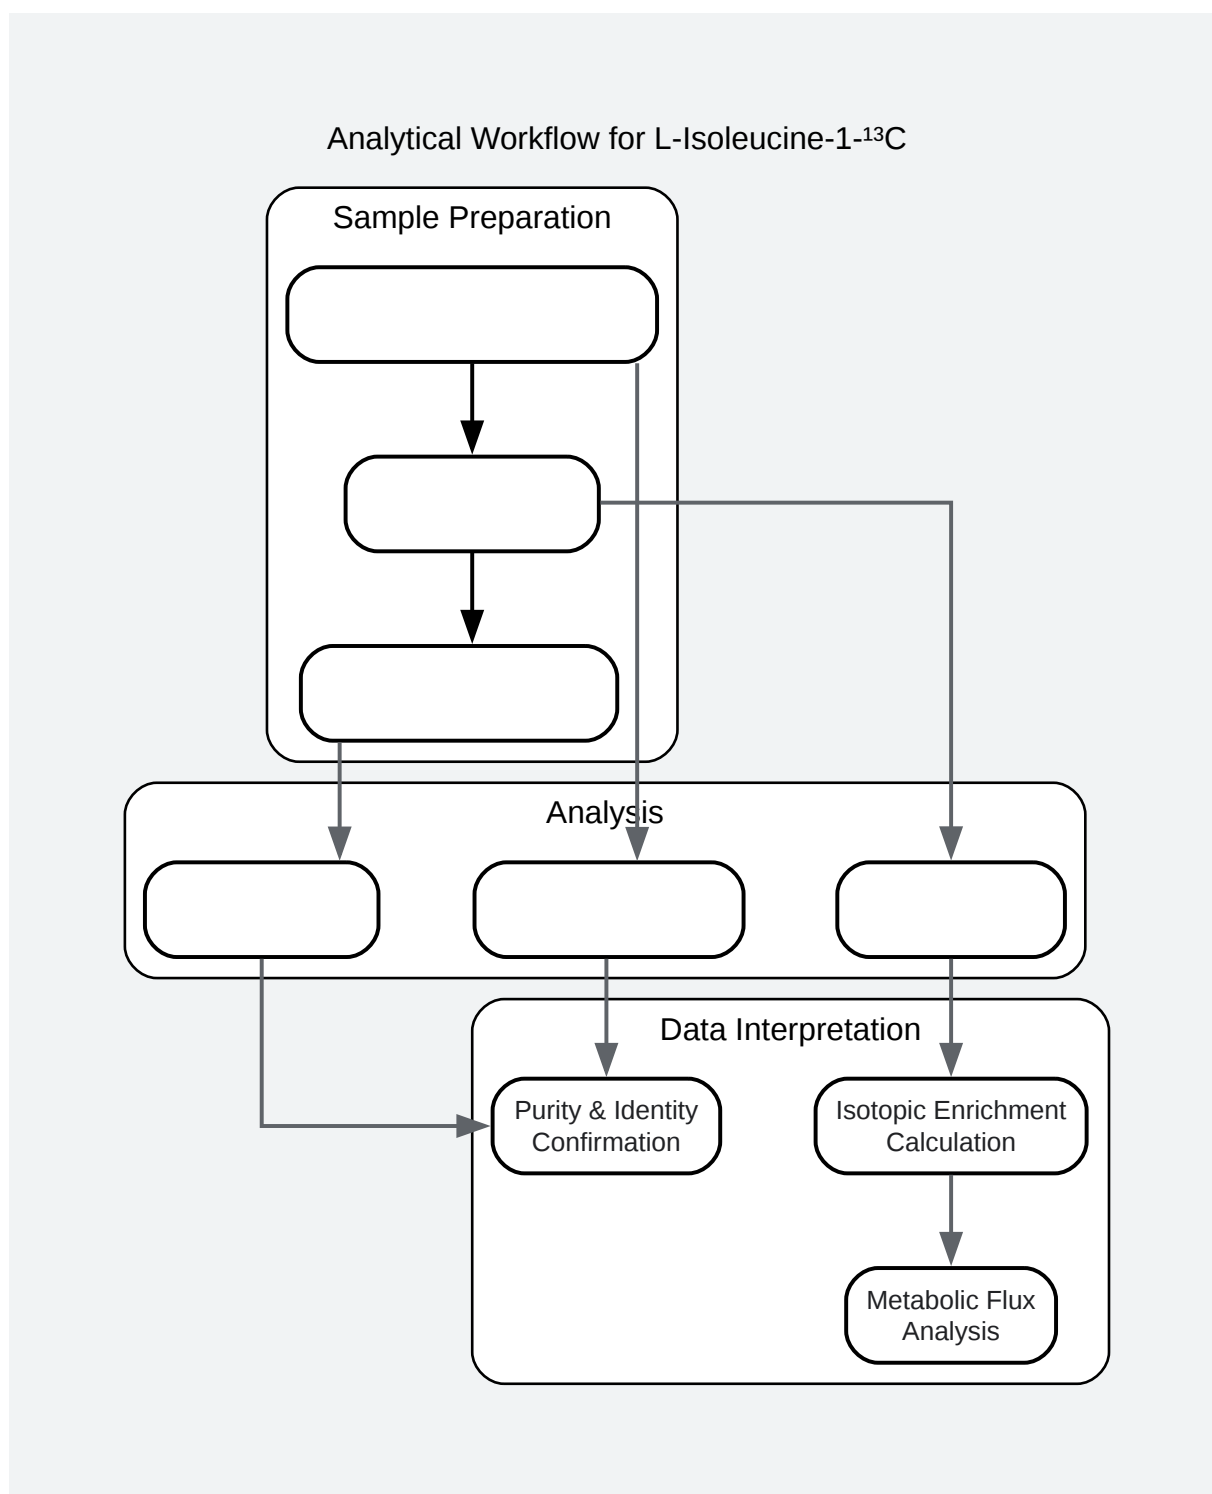 Analytical Workflow for L-Isoleucine-1-¹³C
Sample Preparation
Analysis
Data Interpretation
Purity & Identity
Confirmation
Isotopic Enrichment
Calculation
Metabolic Flux
Analysis